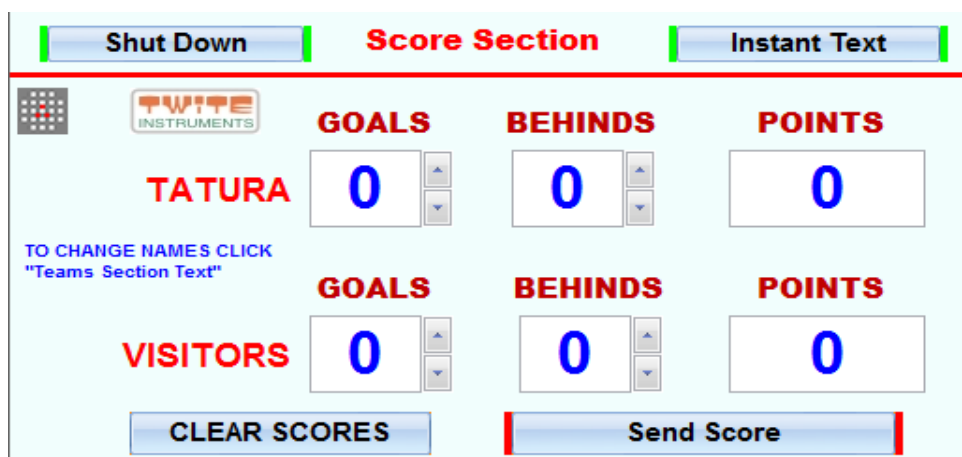 Shut Down Score Section Instant Text
TWITE
INSTRUMENTS
GOALS BEHINDS POINTS
TATURA 0 0 0
TO CHANGE NAMES CLICK
"Teams Section Text"
GOALS BEHINDS POINTS
VISITORS 0 0 0
CLEAR SCORES Send Score